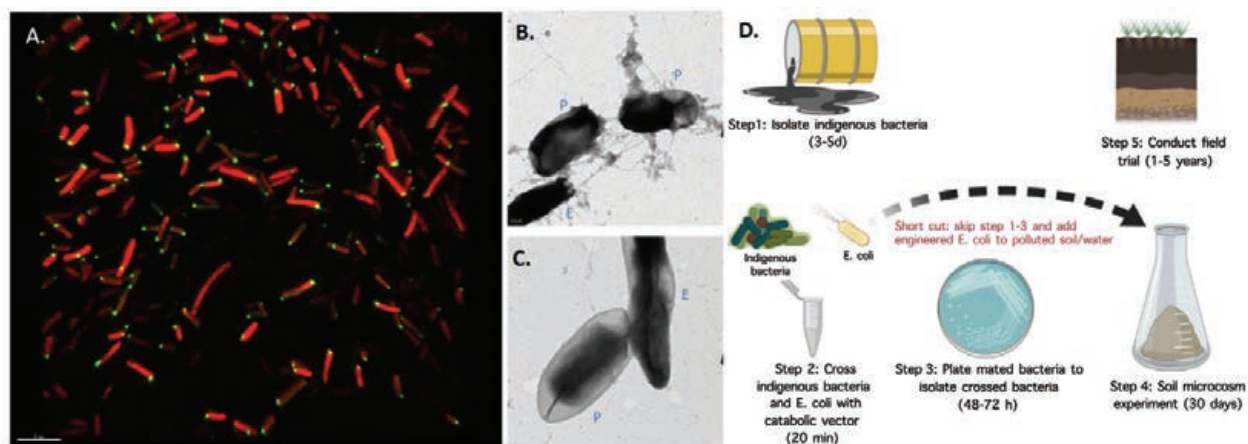 A.
B.
P
P
E
C.
E
P
D.
Step1: Isolate indigenous bacteria
(3-5d)
Step 5: Conduct field
trial (1-5 years)
Indigenous
bacteria
E. coli
Short cut: skip step 1-3 and add
engineered E. coli to polluted soil/water
Step 2: Cross
indigenous bacteria
and E. coli with
catabolic vector
(20 min)
Step 3: Plate mated bacteria to
isolate crossed bacteria
(48-72 h)
Step 4: Soil microcosm
experiment (30 days)